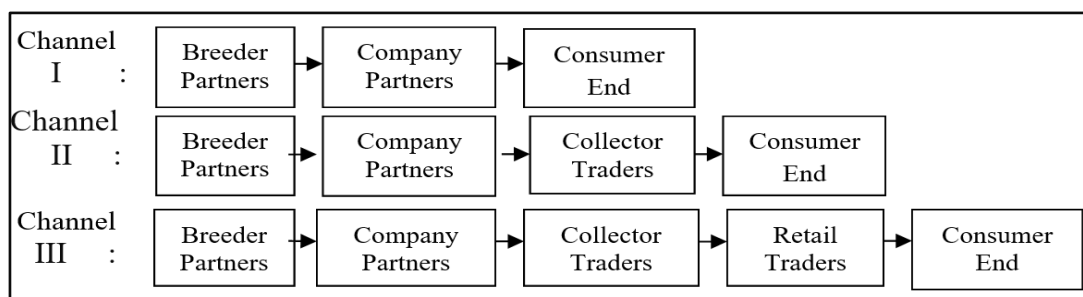 Channel
I :
Breeder
Partners
Company
Partners
Consumer
End
Channel
II :
Breeder
Partners
Company
Partners
Collector
Traders
Consumer
End
Channel
III :
Breeder
Partners
Company
Partners
Collector
Traders
Retail
Traders
Consumer
End